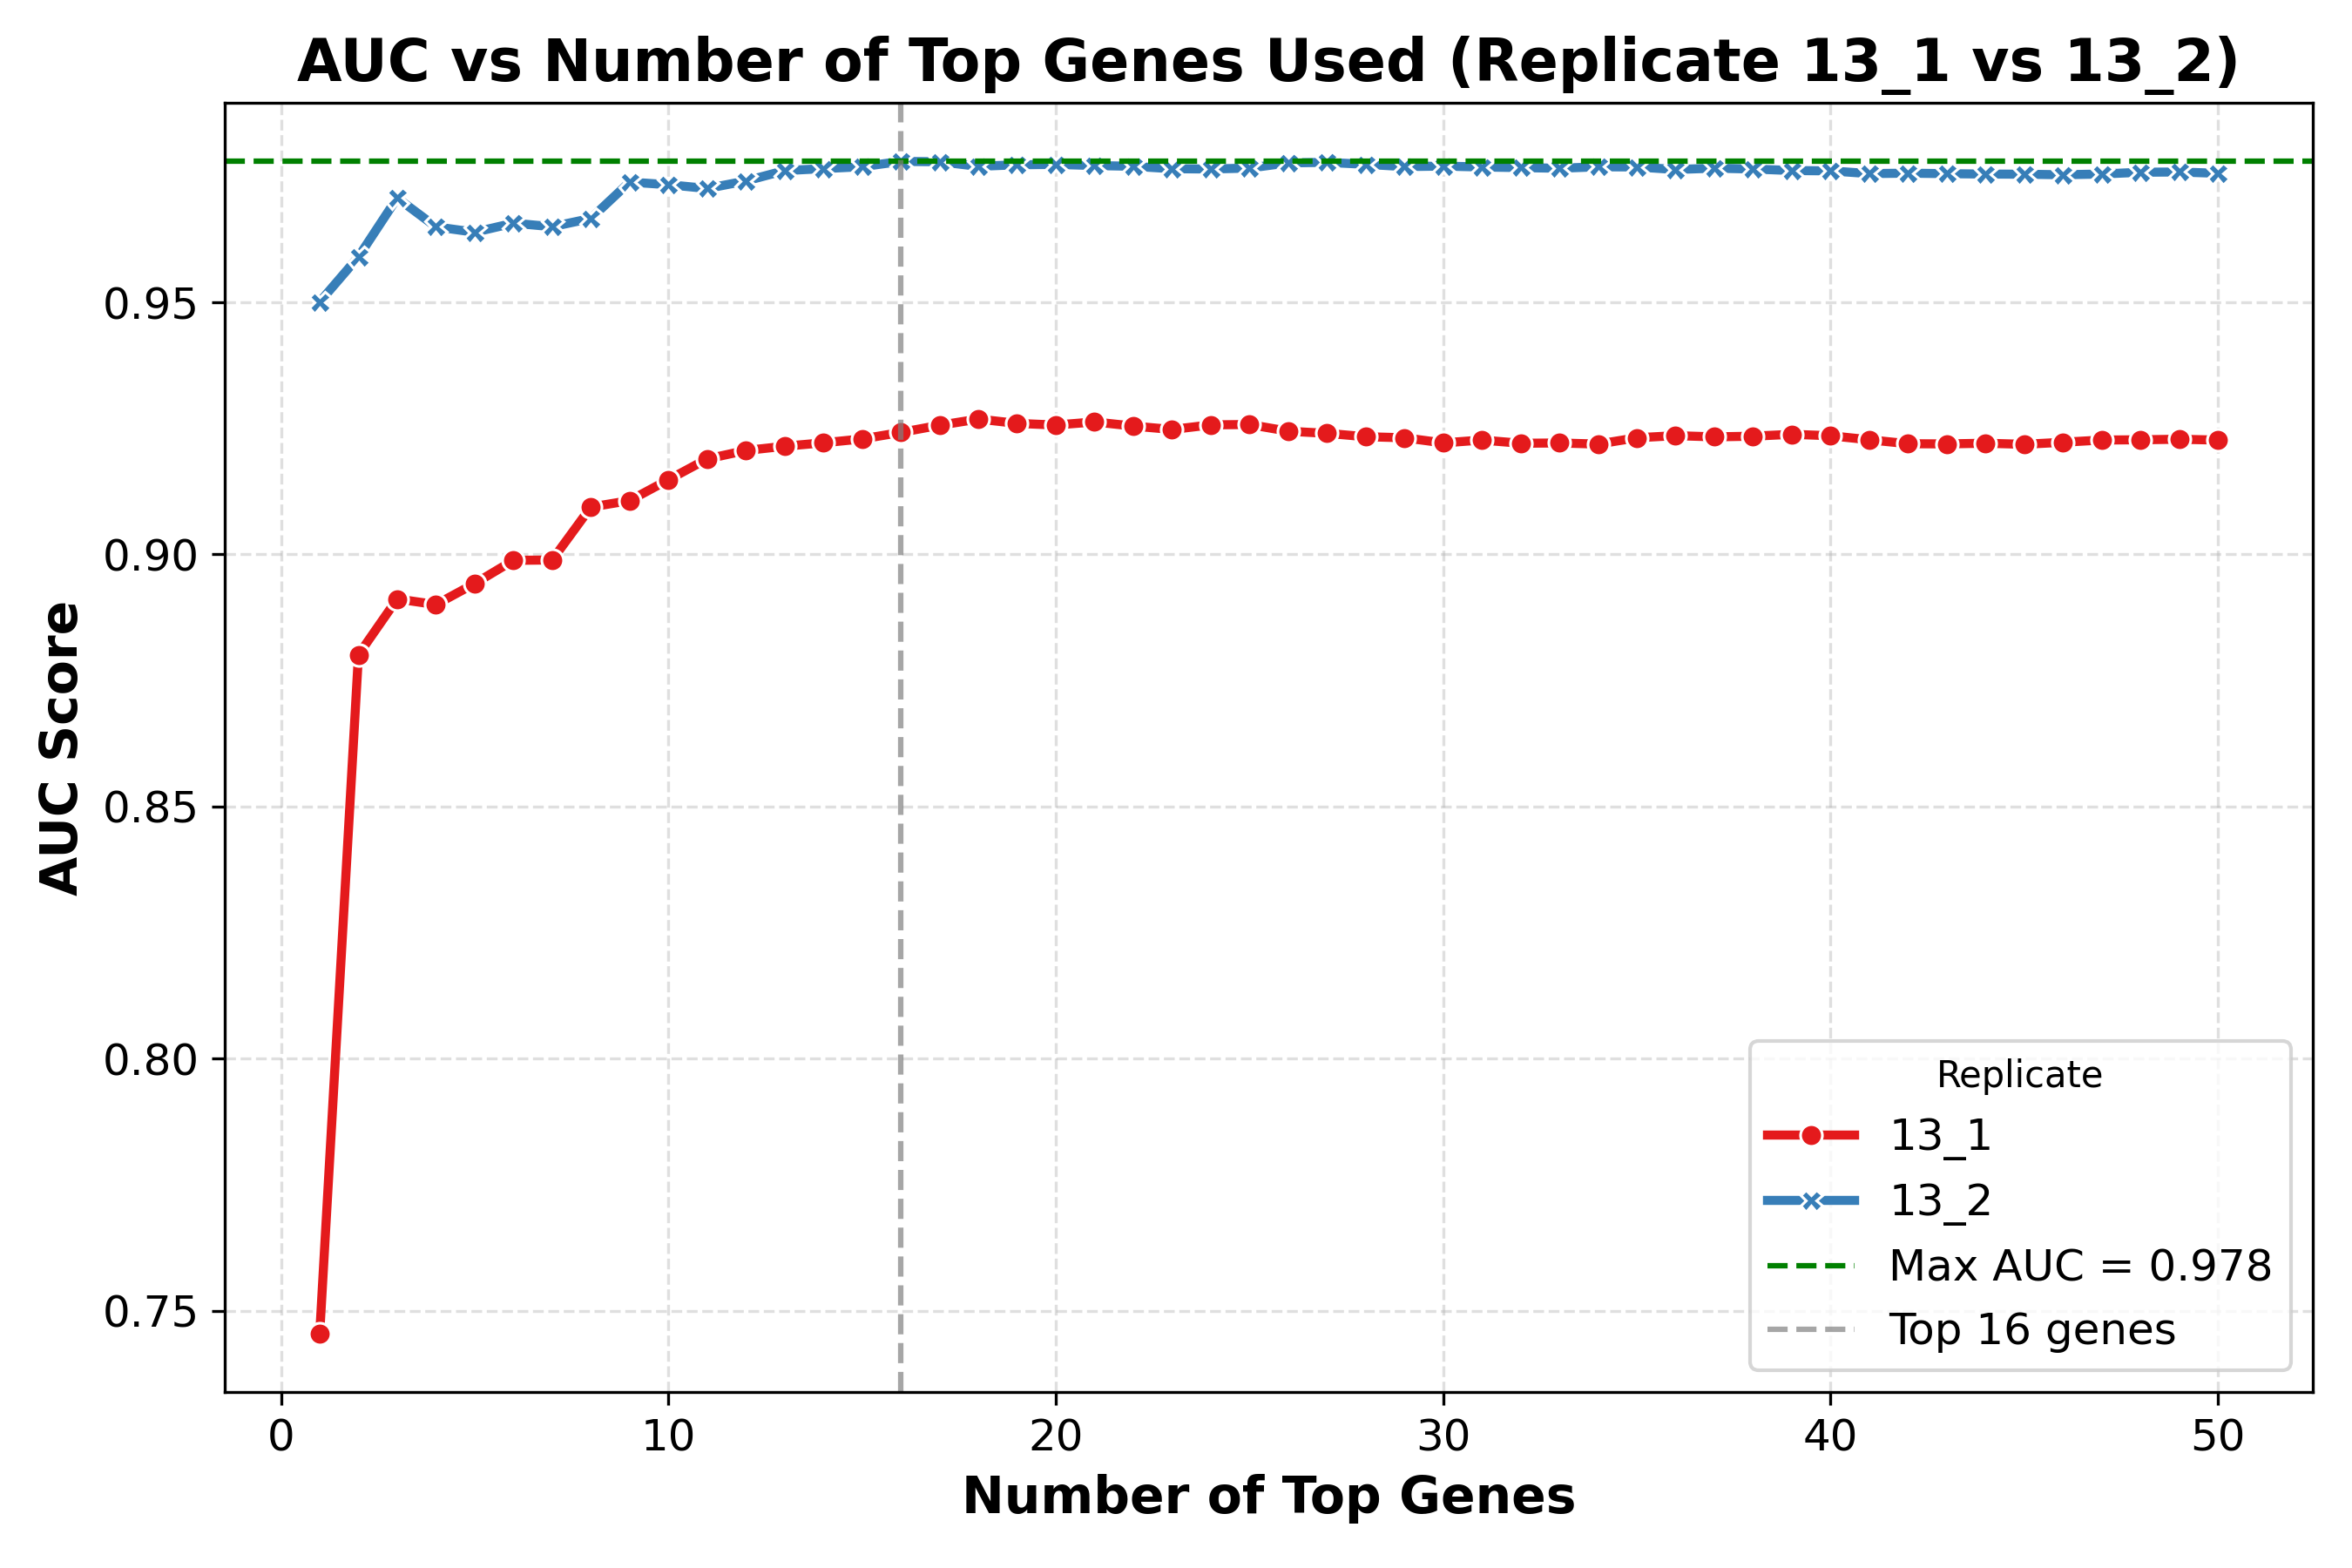 AUC vs Number of Top Genes Used (Replicate 13_1 vs 13_2)
AUC Score
0.95
0.90
0.85
0.80
0.75
0 10 20 30 40 50
Number of Top Genes
Replicate
13_1
13_2
Max AUC = 0.978
Top 16 genes